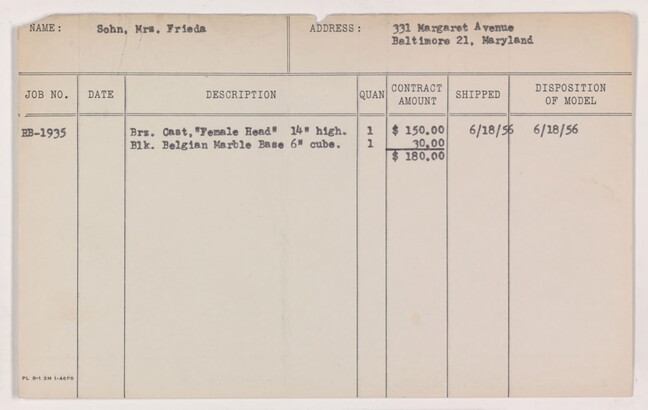 NAME: Sohn, Mrs. Frieda ADDRESS: 331 Margaret Avenue
Baltimore 21, Maryland
JOB NO. DATE DESCRIPTION QUAN CONTRACT AMOUNT SHIPPED DISPOSITION OF MODEL
BB-1935 Brz. Cast, "Female Head" 14" high. 1 $ 150.00 6/18/56 6/18/56
Blk. Belgian Marble Base 6" cube. 1 30.00
$ 180.00